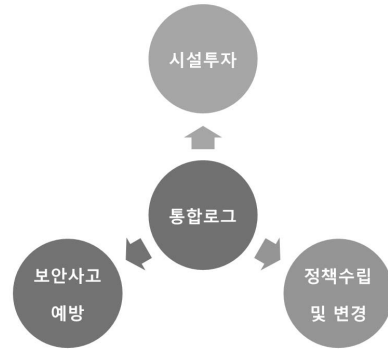 시설투자
통합로그
보안사고
예방
정책수립
및 변경